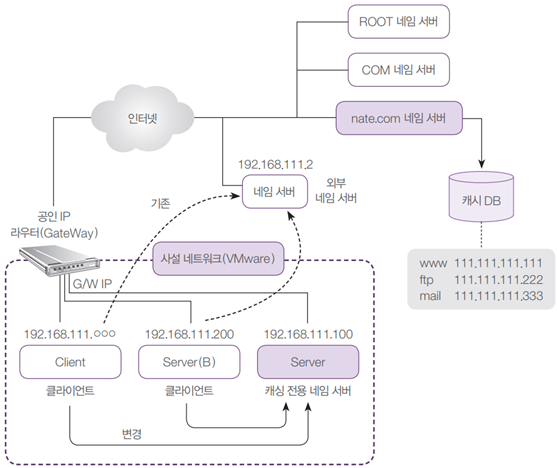 ROOT 네임 서버
COM 네임 서버
nate.com 네임 서버
인터넷
192.168.111.2
네임 서버
외부
네임 서버
기존
캐시 DB
공인 IP
라우터(GateWay)
사설 네트워크(VMware)
G/W IP
www 111.111.111.111
ftp 111.111.111.222
mail 111.111.111.333
192.168.111.○○○
192.168.111.200
192.168.111.100
Client
Server(B)
Server
클라이언트
클라이언트
캐싱 전용 네임 서버
변경